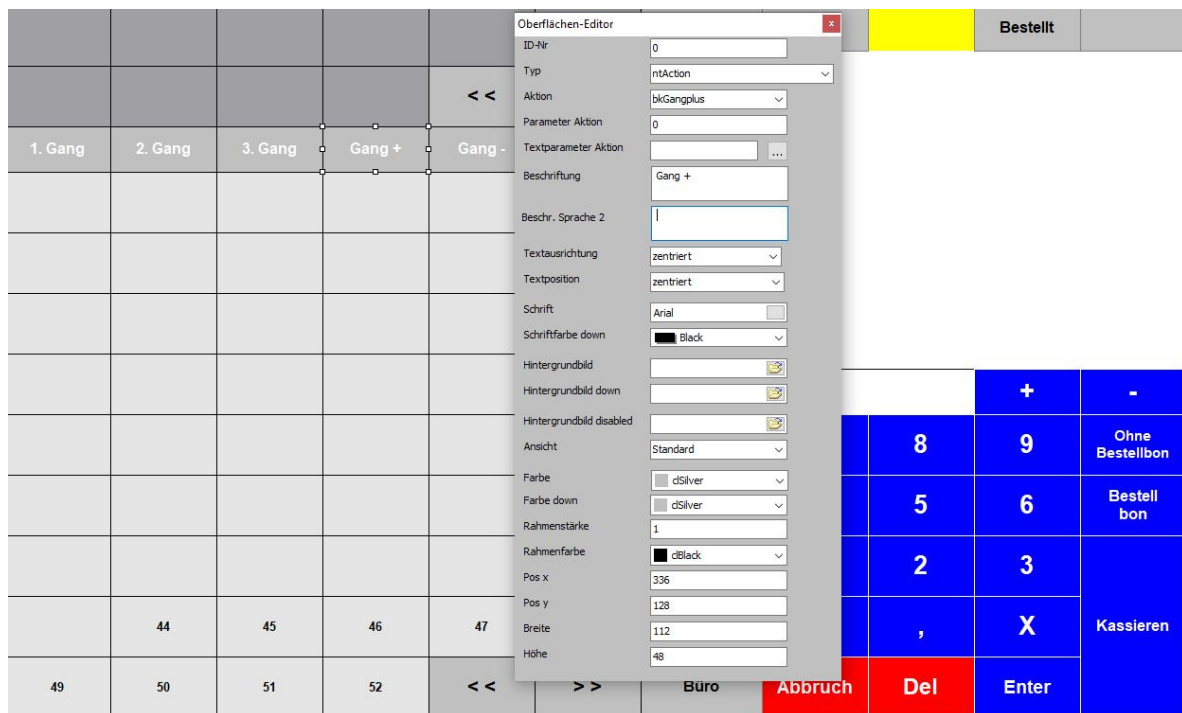 Oberflächen-Editor
x
Bestellt
ID-Nr 0
Typ ntAction
<< Aktion bkGangplus
Parameter Aktion 0
1. Gang 2. Gang 3. Gang Gang + Gang - Textparameter Aktion ...
Beschriftung Gang +
Beschr. Sprache 2
Textausrichtung zentriert
Textposition zentriert
Schrift Arial
Schriftfarbe down Black
Hintergrundbild
Hintergrundbild down + -
Hintergrundbild disabled
Ansicht Standard 8 9 Ohne
Bestellbon
Farbe clSilver
Farbe down clSilver 5 6 Bestell
bon
Rahmenstärke 1
Rahmenfarbe clBlack 2 3
Pos x 336
Pos y 128
44 45 46 47 Breite 112 , X Kassieren
Höhe 48
49 50 51 52 << >> Büro Abbruch Del Enter